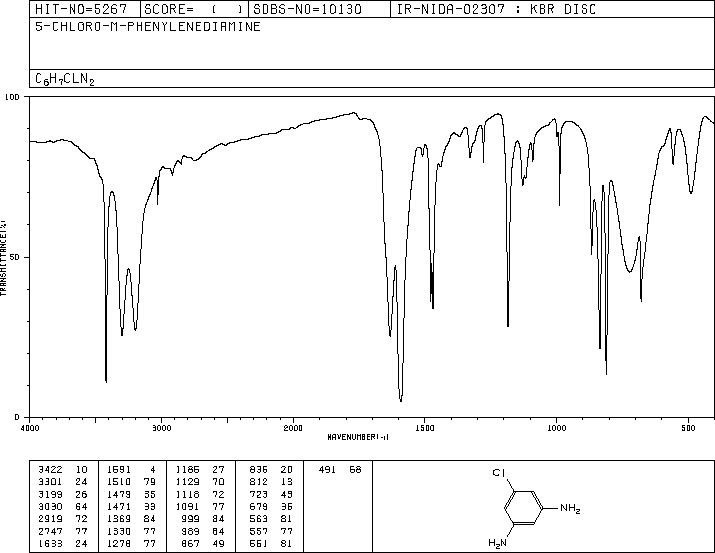 HIT-NO=5267 SCORE= ( ) SDBS-NO=10130 IR-NIDA-02307 : KBR DISC
5-CHLORO-M-PHENYLENEDIAMINE
C6H7CLN2
100
50
0
TRANSMITTANCE(%)
4000 3000 2000 1500 1000 500
WAVENUMBER(-1)
3422 10 1591 4 1186 27 836 20 491 68
3301 24 1510 79 1129 70 812 13
3199 26 1479 35 1118 72 723 43
3030 64 1471 33 1091 77 679 36
2919 72 1369 84 999 84 563 81
2747 77 1330 77 989 84 557 77
1633 24 1278 77 867 49 551 81
Cl
NH2
H2N